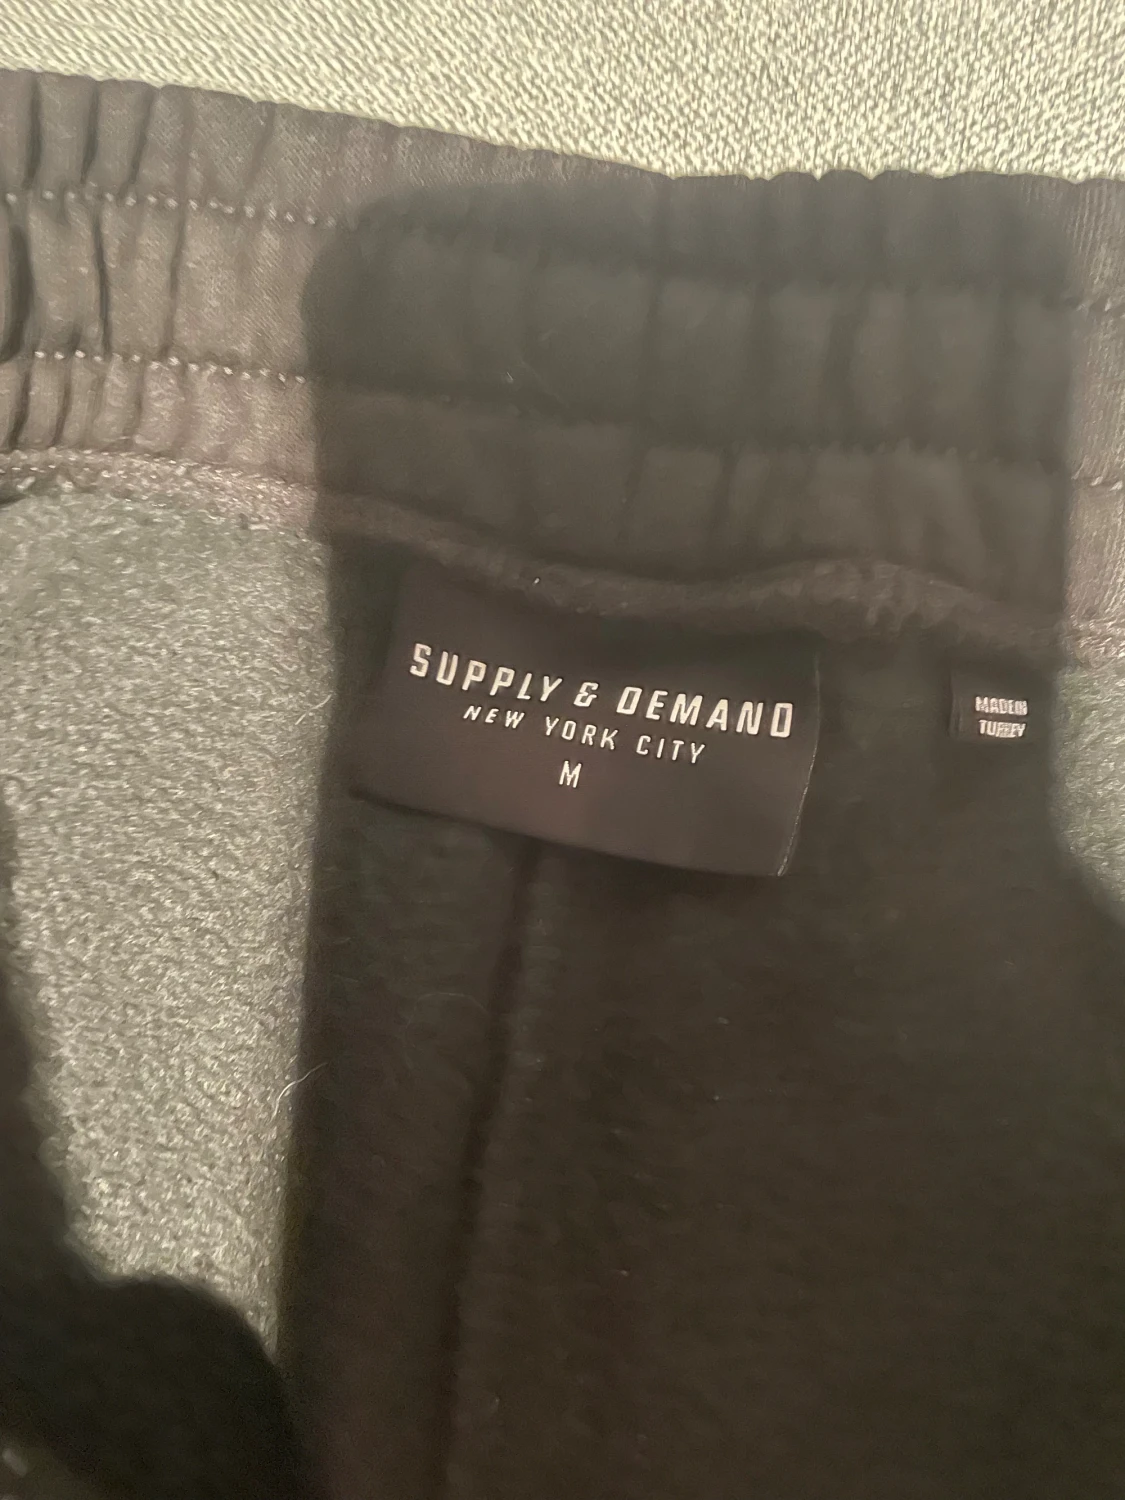 SUPPLY & DEMAND
NEW YORK CITY
M
MADE IN
TURKEY